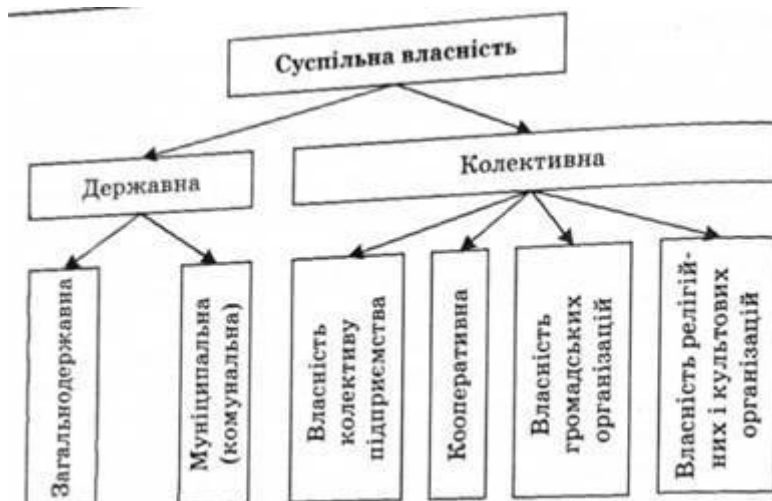 Суспільна власність
Державна
Колективна
Загальнодержавна
Муніципальна
(комунальна)
Власність
колективу
підприємства
Кооперативна
Власність
громадських
організацій
Власність релігій-
них і культових
організацій